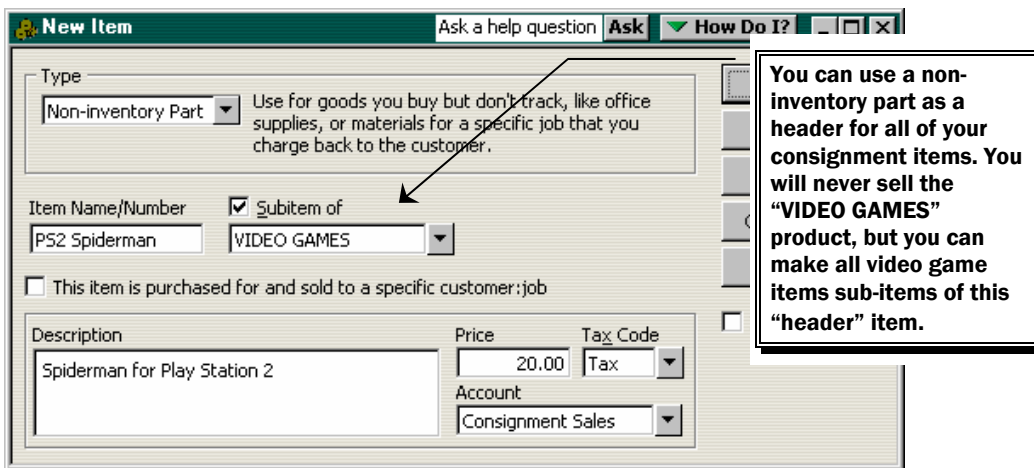 New Item
Ask a help question Ask How Do I?
Type
Non-inventory Part
Use for goods you buy but don't track, like office
supplies, or materials for a specific job that you
charge back to the customer.
Item Name/Number
Subitem of
PS2 Spiderman
VIDEO GAMES
This item is purchased for and sold to a specific customer:job
Description
Spiderman for Play Station 2
Price
Tax Code
20.00
Tax
Account
Consignment Sales
You can use a non-
inventory part as a
header for all of your
consignment items. You
will never sell the
“VIDEO GAMES”
product, but you can
make all video game
items sub-items of this
“header” item.